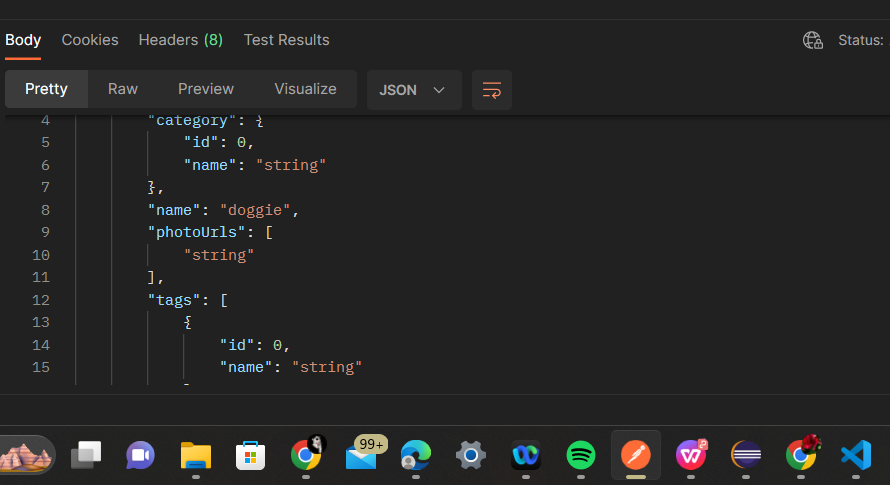 Body Cookies Headers (8) Test Results Status:
Pretty Raw Preview Visualize JSON
4 "category": {
5 "id": 0,
6 "name": "string"
7 },
8 "name": "doggie",
9 "photoUrls": [
10 "string"
11 ],
12 "tags": [
13 {
14 "id": 0,
15 "name": "string"
99+